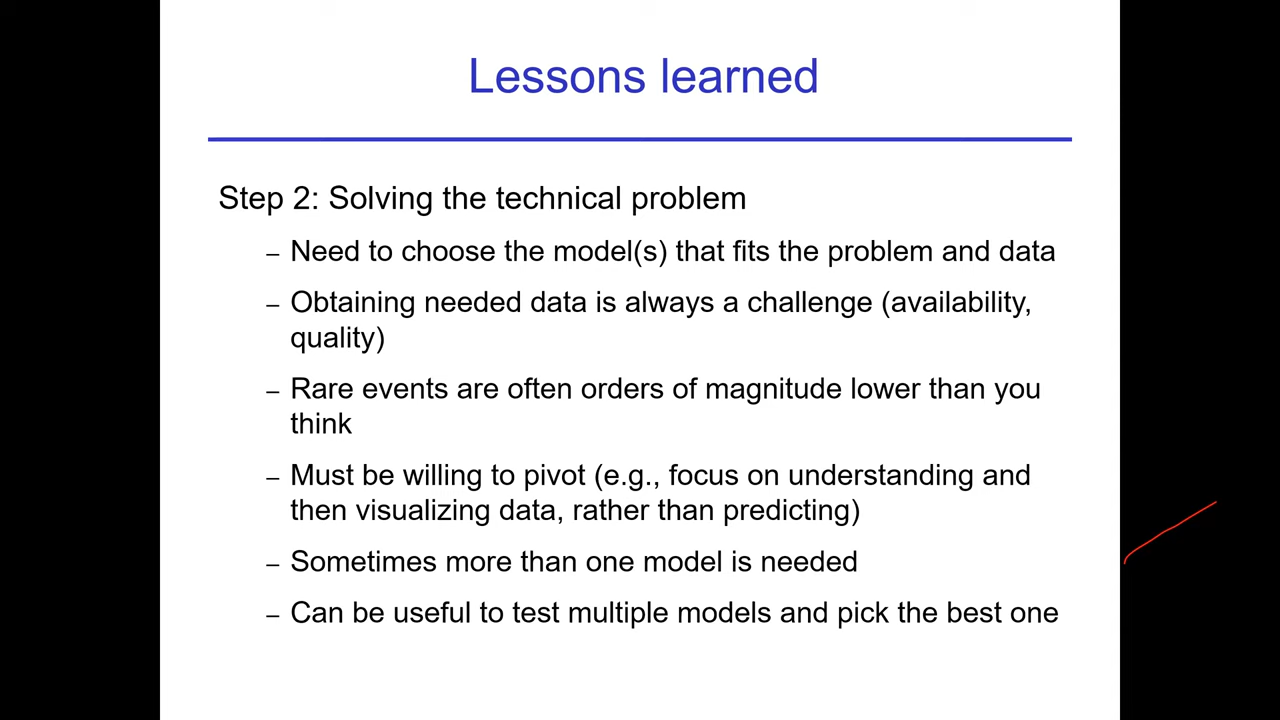 Lessons learned
Step 2: Solving the technical problem
– Need to choose the model(s) that fits the problem and data
– Obtaining needed data is always a challenge (availability,
quality)
– Rare events are often orders of magnitude lower than you
think
– Must be willing to pivot (e.g., focus on understanding and
then visualizing data, rather than predicting)
– Sometimes more than one model is needed
– Can be useful to test multiple models and pick the best one